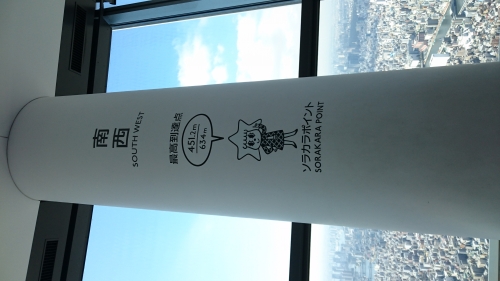 南西
SOUTH WEST
最高到達点
451.2m
634m
ソラカラポイント
SORAKARA POINT